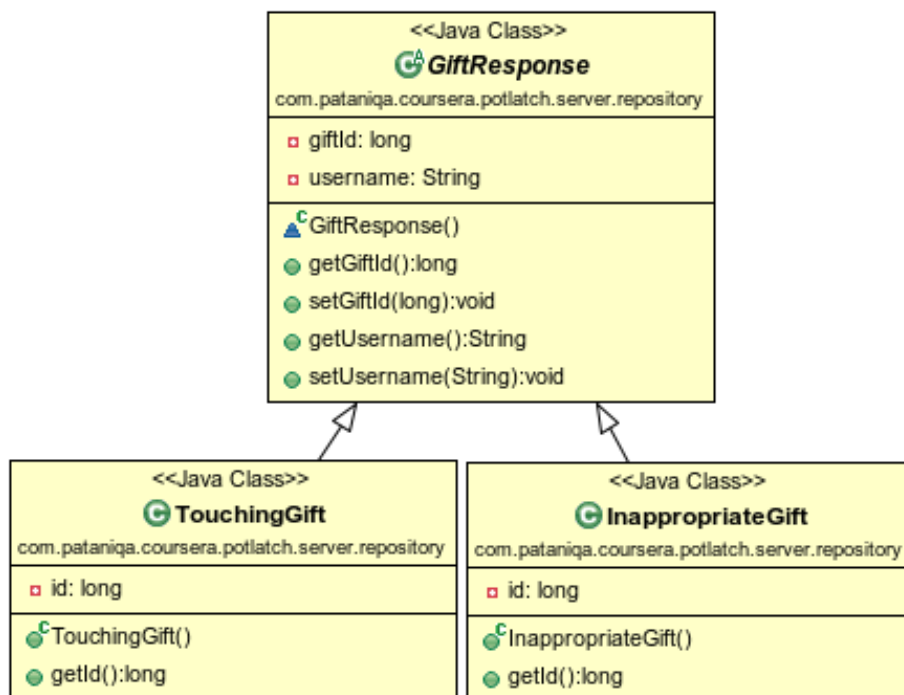 <<Java Class>>
GiftResponse
com.pataniqa.coursera.potlatch.server.repository
giftId: long
username: String
GiftResponse()
getGiftId():long
setGiftId(long):void
getUsername():String
setUsername(String):void
<<Java Class>>
TouchingGift
com.pataniqa.coursera.potlatch.server.repository
id: long
TouchingGift()
getId():long
<<Java Class>>
InappropriateGift
com.pataniqa.coursera.potlatch.server.repository
id: long
InappropriateGift()
getId():long